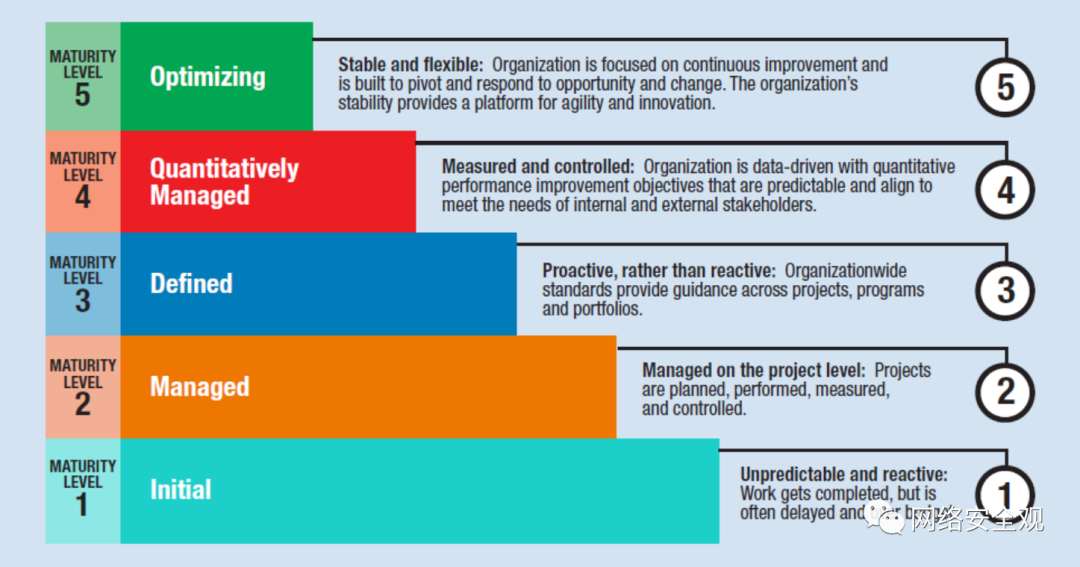 MATURITY
LEVEL
5
Optimizing
Stable and flexible: Organization is focused on continuous improvement and
is built to pivot and respond to opportunity and change. The organization's
stability provides a platform for agility and innovation.
5
MATURITY
LEVEL
4
Quantitatively
Managed
Measured and controlled: Organization is data-driven with quantitative
performance improvement objectives that are predictable and align to
meet the needs of internal and external stakeholders.
4
MATURITY
LEVEL
3
Defined
Proactive, rather than reactive: Organizationwide
standards provide guidance across projects, programs
and portfolios.
3
MATURITY
LEVEL
2
Managed
Managed on the project level: Projects
are planned, performed, measured,
and controlled.
2
MATURITY
LEVEL
1
Initial
Unpredictable and reactive:
Work gets completed, but is
often delayed and
1
网络安全观